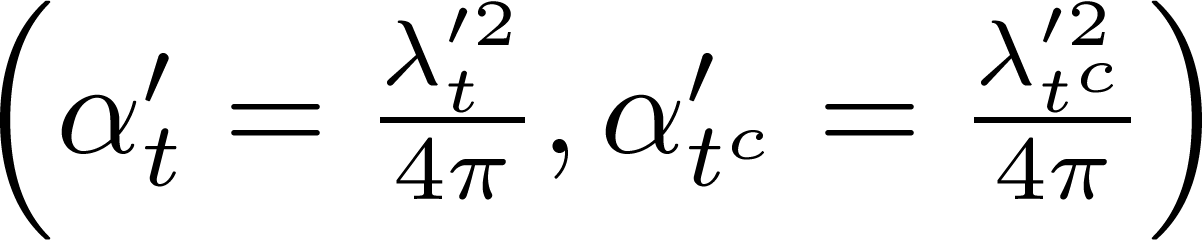 \left( \alpha'_t = \frac{\lambda'^2_t}{4\pi}, \alpha'_{t^c} = \frac{\lambda'^2_{t^c}}{4\pi} \right)